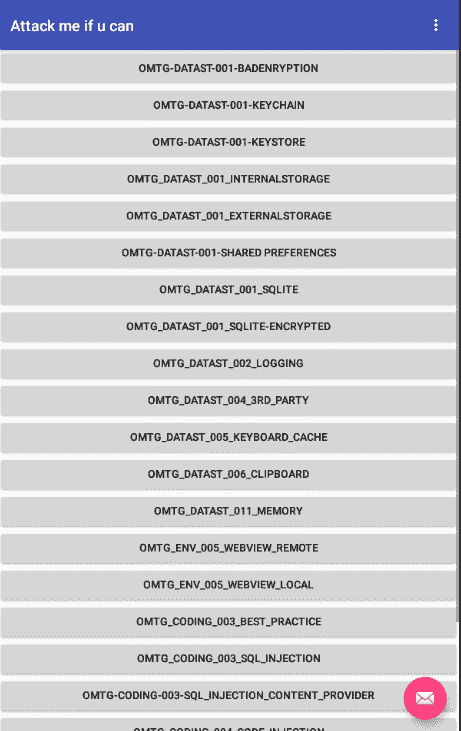 Attack me if u can
OMTG-DATAST-001-BADENRYPTION
OMTG-DATAST-001-KEYCHAIN
OMTG-DATAST-001-KEYSTORE
OMTG_DATAST_001_INTERNALSTORAGE
OMTG_DATAST_001_EXTERNALSTORAGE
OMTG-DATAST-001-SHARED PREFERENCES
OMTG_DATAST_001_SQLITE
OMTG_DATAST_001_SQLITE-ENCRYPTED
OMTG_DATAST_002_LOGGING
OMTG_DATAST_004_3RD_PARTY
OMTG_DATAST_005_KEYBOARD_CACHE
OMTG_DATAST_006_CLIPBOARD
OMTG_DATAST_011_MEMORY
OMTG_ENV_005_WEBVIEW_REMOTE
OMTG_ENV_005_WEBVIEW_LOCAL
OMTG_CODING_003_BEST_PRACTICE
OMTG_CODING_003_SQL_INJECTION
OMTG-CODING-003-SQL_INJECTION_CONTENT_PROVIDER
OMTG_CODING_004_CODE_INJECTION